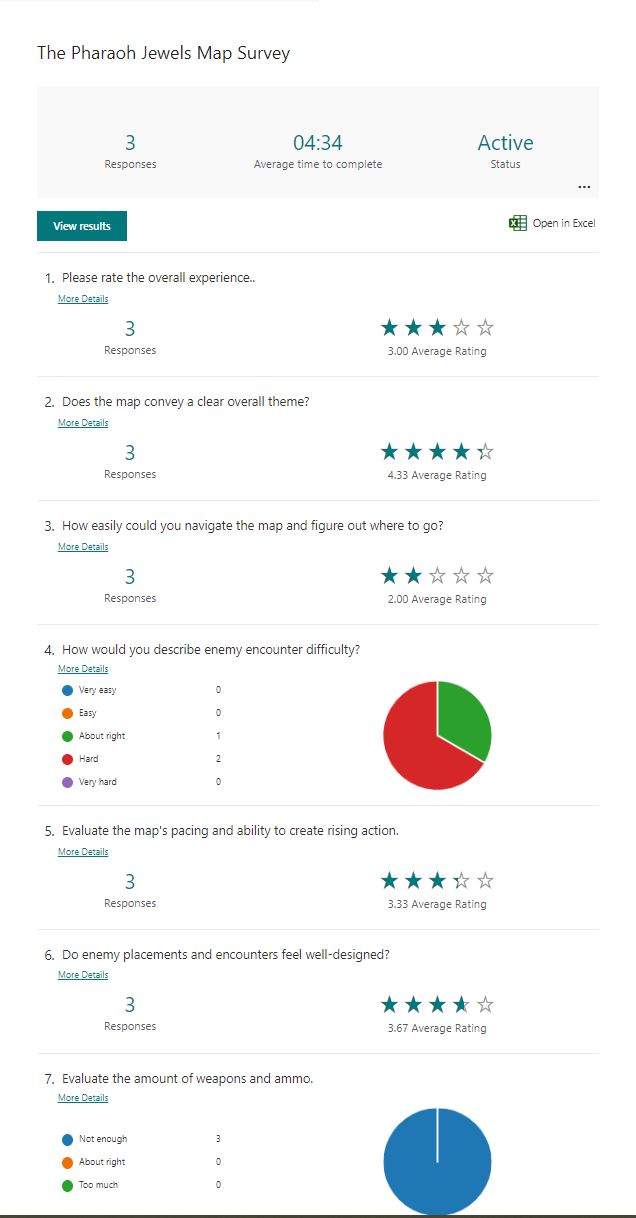 The Pharaoh Jewels Map Survey
3 04:34 Active
Responses Average time to complete Status
...
View results Open in Excel
1. Please rate the overall experience..
More Details
3
Responses 3.00 Average Rating
2. Does the map convey a clear overall theme?
More Details
3
Responses 4.33 Average Rating
3. How easily could you navigate the map and figure out where to go?
More Details
3
Responses 2.00 Average Rating
4. How would you describe enemy encounter difficulty?
More Details
Very easy 0
Easy 0
About right 1
Hard 2
Very hard 0
5. Evaluate the map's pacing and ability to create rising action.
More Details
3
Responses 3.33 Average Rating
6. Do enemy placements and encounters feel well-designed?
More Details
3
Responses 3.67 Average Rating
7. Evaluate the amount of weapons and ammo.
More Details
Not enough 3
About right 0
Too much 0